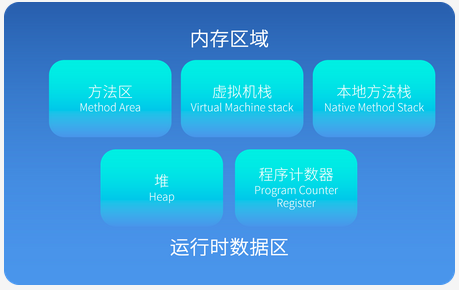 内存区域
方法区
Method Area
虚拟机栈
Virtual Machine stack
本地方法栈
Native Method Stack
堆
Heap
程序计数器
Program Counter
Register
运行时数据区